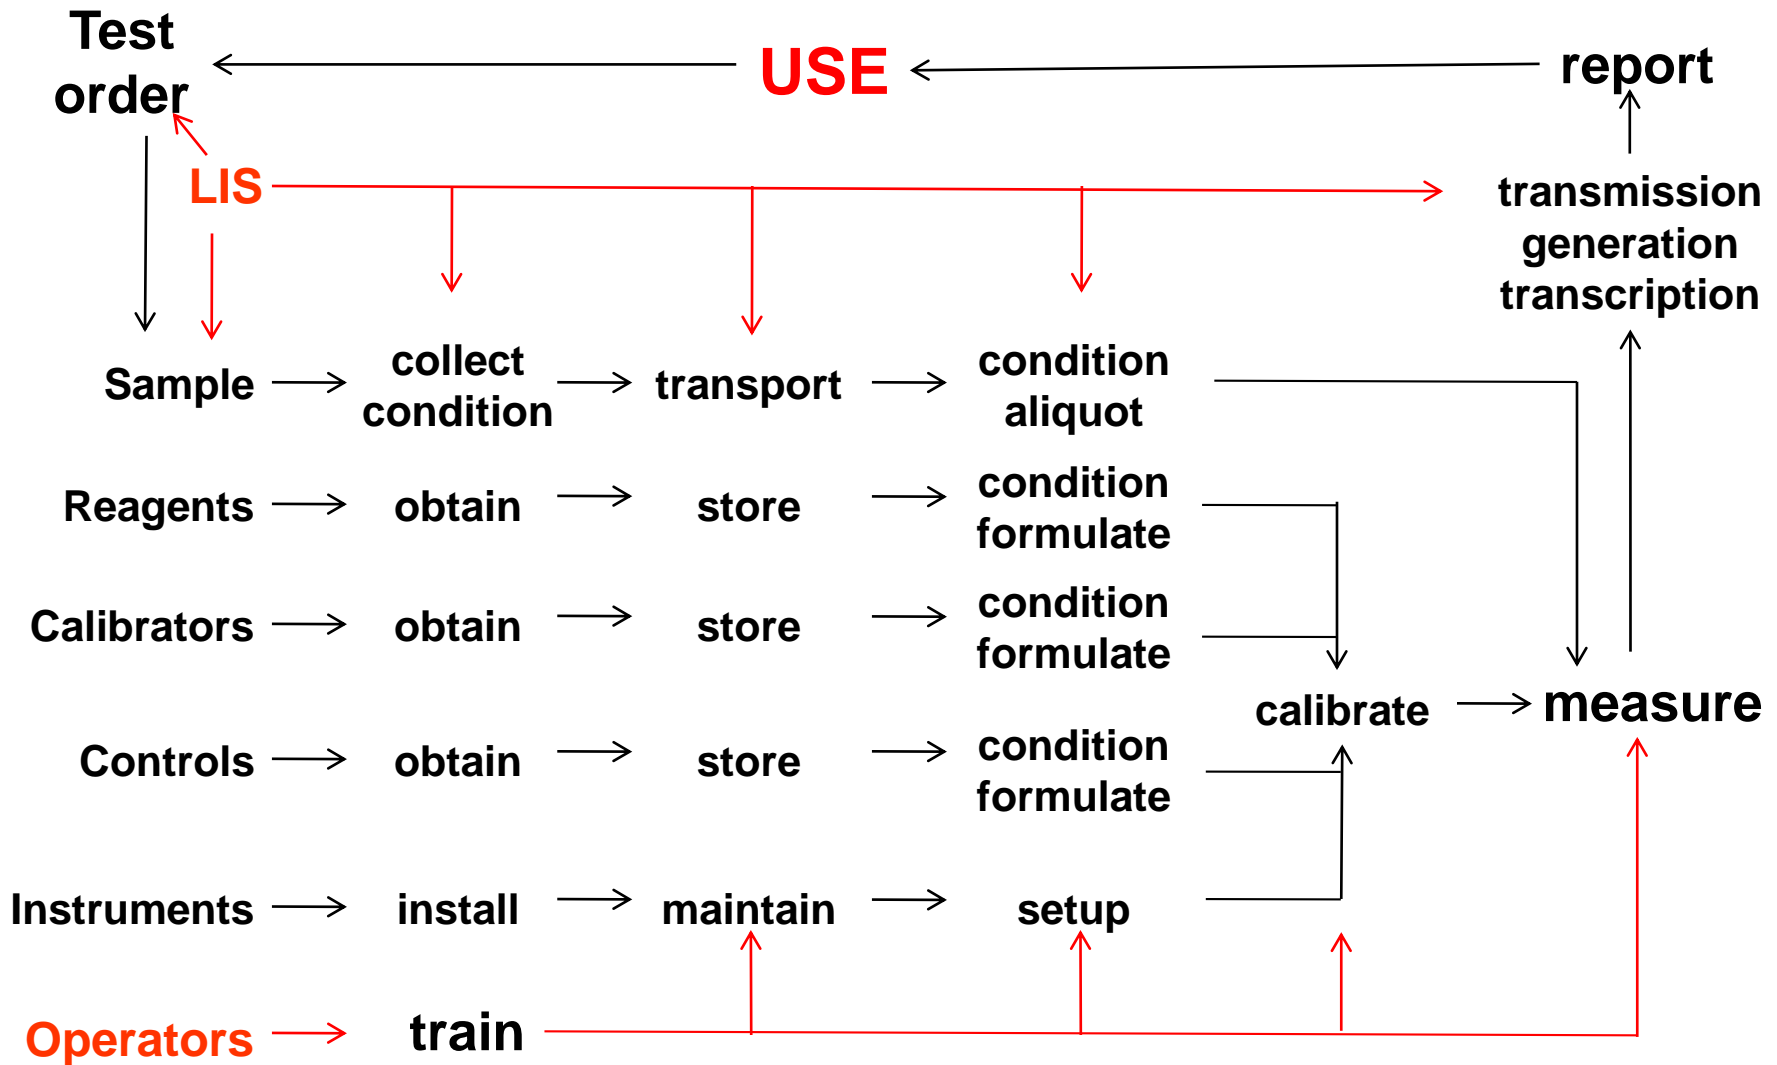 Test
order
USE
report
LIS
transmission
generation
transcription
Sample
collect
condition
transport
condition
aliquot
Reagents
obtain
store
condition
formulate
Calibrators
obtain
store
condition
formulate
calibrate
measure
Controls
obtain
store
condition
formulate
Instruments
install
maintain
setup
Operators
train